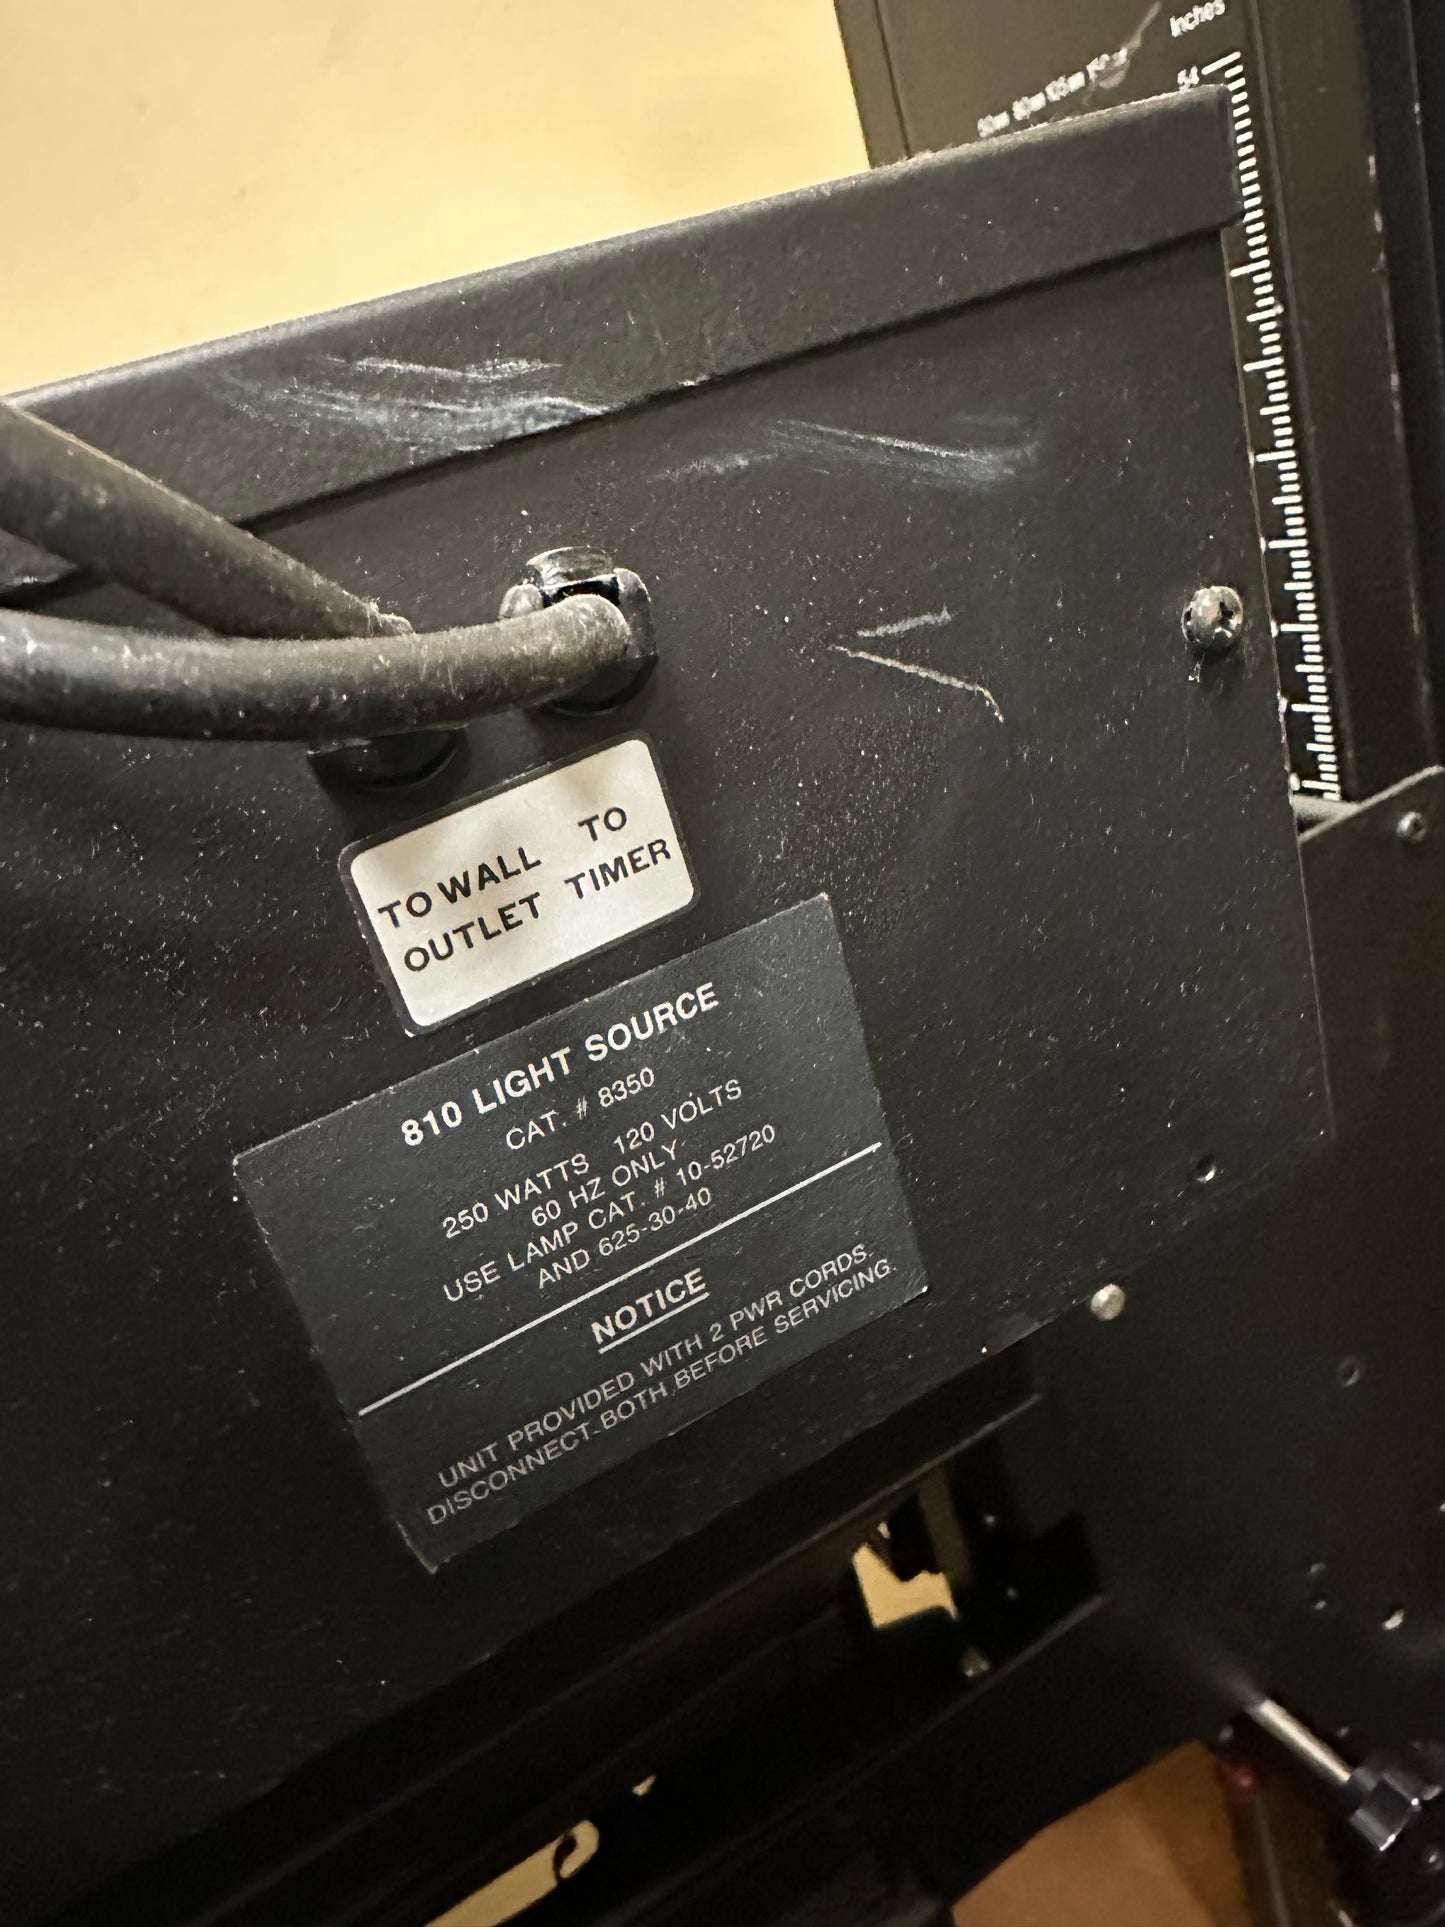 Inches
54
TO WALL TO
OUTLET TIMER
810 LIGHT SOURCE
CAT. # 8350
250 WATTS 120 VOLTS
60 HZ ONLY
USE LAMP CAT. # 10-52720
AND 625-30-40
NOTICE
UNIT PROVIDED WITH 2 PWR CORDS.
DISCONNECT BOTH BEFORE SERVICING.